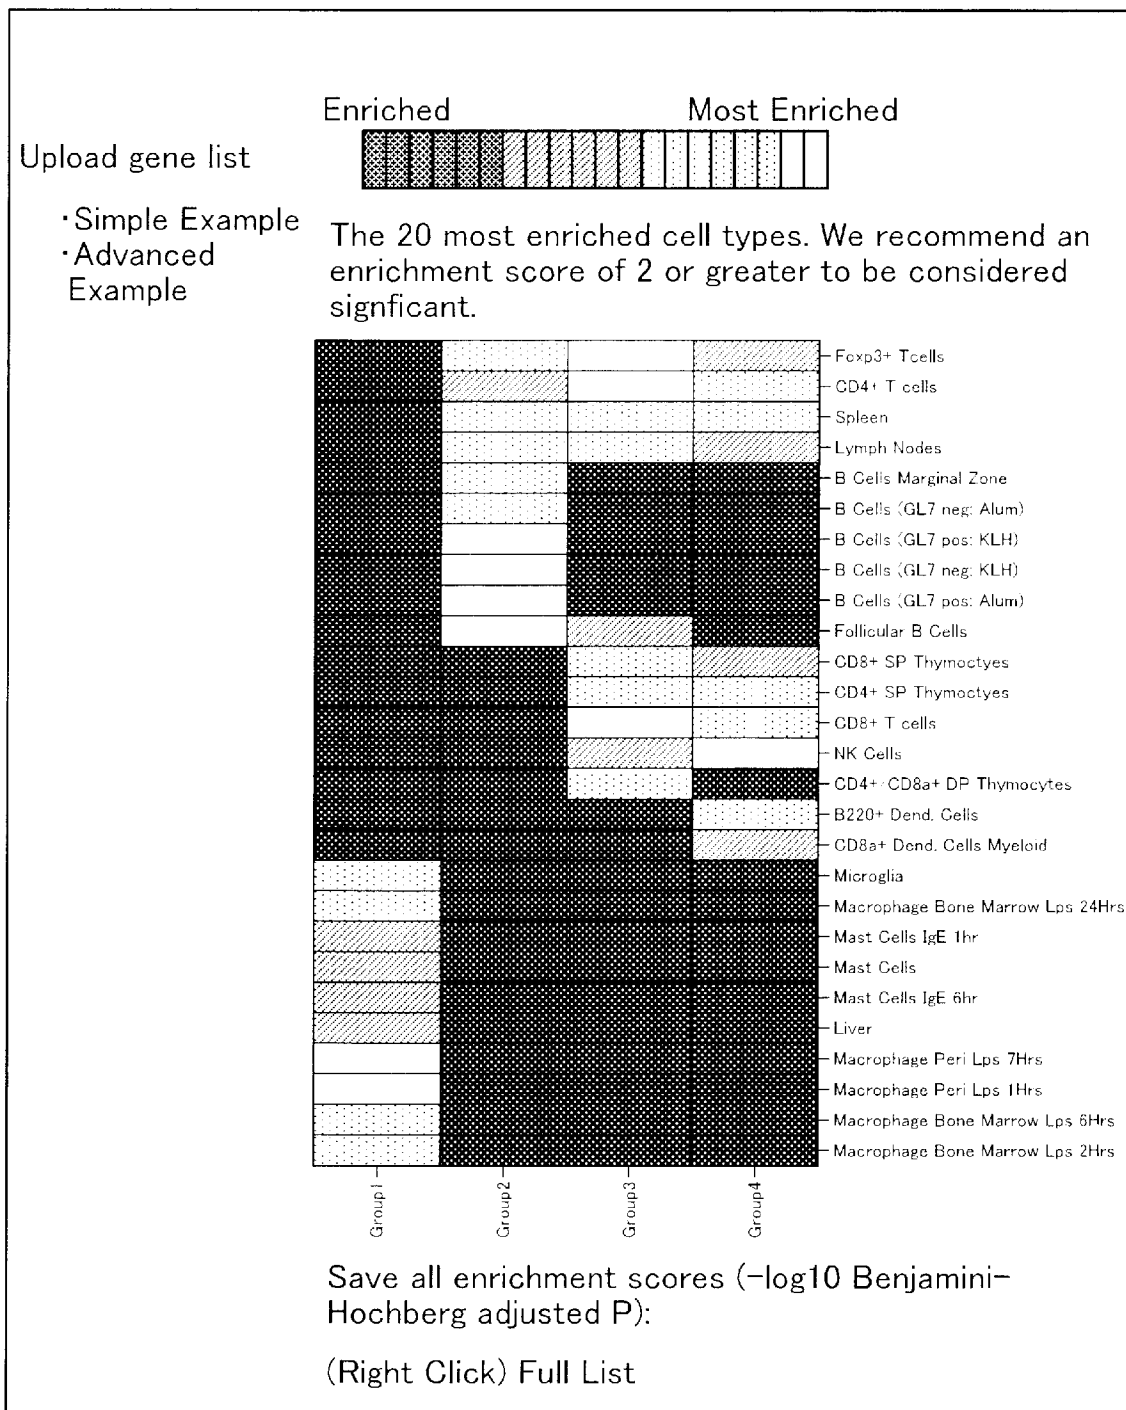 Enriched
Most Enriched
Upload gene list
・Simple Example
・Advanced
Example
The 20 most enriched cell types. We recommend an
enrichment score of 2 or greater to be considered
signficant.
Foxp3+ Tcells
CD4+ T cells
Spleen
Lymph Nodes
B Cells Marginal Zone
B Cells (GL7 neg: Alum)
B Cells (GL7 pos: KLH)
B Cells (GL7 neg: KLH)
B Cells (GL7 pos: Alum)
Follicular B Cells
CD8+ SP Thymoctyes
CD4+ SP Thymoctyes
CD8+ T cells
NK Cells
CD4+/CD8a+ DP Thymocytes
B220+ Dend. Cells
CD8a+ Dend. Cells Myeloid
Microglia
Macrophage Bone Marrow Lps 24Hrs
Mast Cells IgE 1hr
Mast Cells
Mast Cells IgE 6hr
Liver
Macrophage Peri Lps 7Hrs
Macrophage Peri Lps 1Hrs
Macrophage Bone Marrow Lps 6Hrs
Macrophage Bone Marrow Lps 2Hrs
Group1
Group2
Group3
Group4
Save all enrichment scores (-log10 Benjamini-
Hochberg adjusted P):
(Right Click) Full List